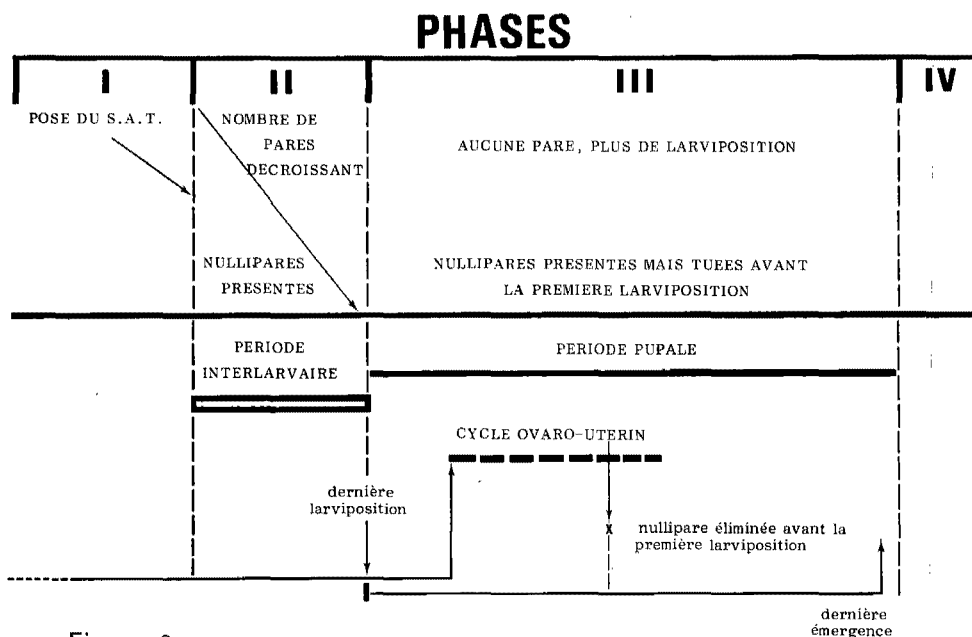 PHASES
I II III IV
POSE DU S.A.T.
NOMBRE DE
PARES
DECROISSANT
AUCUNE PARE, PLUS DE LARVIPOSITION
NULLIPARES
PRESENTES
NULLIPARES PRESENTES MAIS TUEES AVANT
LA PREMIERE LARVIPOSITION
PERIODE
INTERLARVAIRE
PERIODE PUPALE
CYCLE OVARO-UTERIN
dernière
larviposition
x nullipare éliminée avant la
première larviposition
dernière
émergence